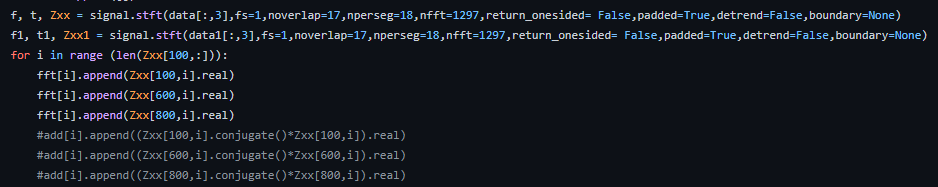 f, t, Zxx = signal.stft(data[:,3],fs=1,noverlap=17,nperseg=18,nfft=1297,return_onesided= False,padded=True,detrend=False,boundary=None)
f1, t1, Zxx1 = signal.stft(data1[:,3],fs=1,noverlap=17,nperseg=18,nfft=1297,return_onesided= False,padded=True,detrend=False,boundary=None)
for i in range (len(Zxx[100,:])):
    fft[i].append(Zxx[100,i].real)
    fft[i].append(Zxx[600,i].real)
    fft[i].append(Zxx[800,i].real)
    #add[i].append((Zxx[100,i].conjugate()*Zxx[100,i]).real)
    #add[i].append((Zxx[600,i].conjugate()*Zxx[600,i]).real)
    #add[i].append((Zxx[800,i].conjugate()*Zxx[800,i]).real)